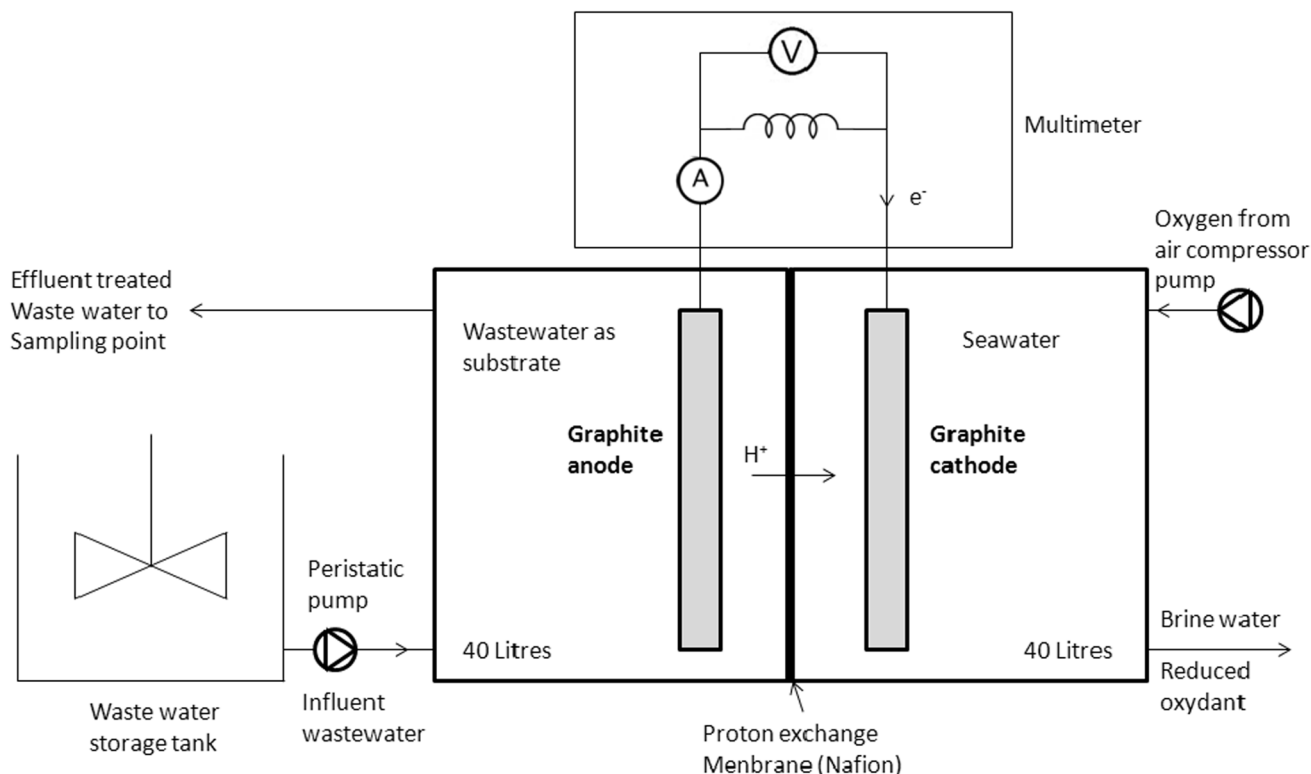 V
Multimeter
A
e-
Oxygen from
air compressor
pump
Effluent treated
Waste water to
Sampling point
Wastewater as
substrate
Seawater
Graphite
anode
H+
Graphite
cathode
Peristatic
pump
40 Litres
40 Litres
Brine water
Reduced
oxydant
Influent
wastewater
Waste water
storage tank
Proton exchange
Menbrane (Nafion)